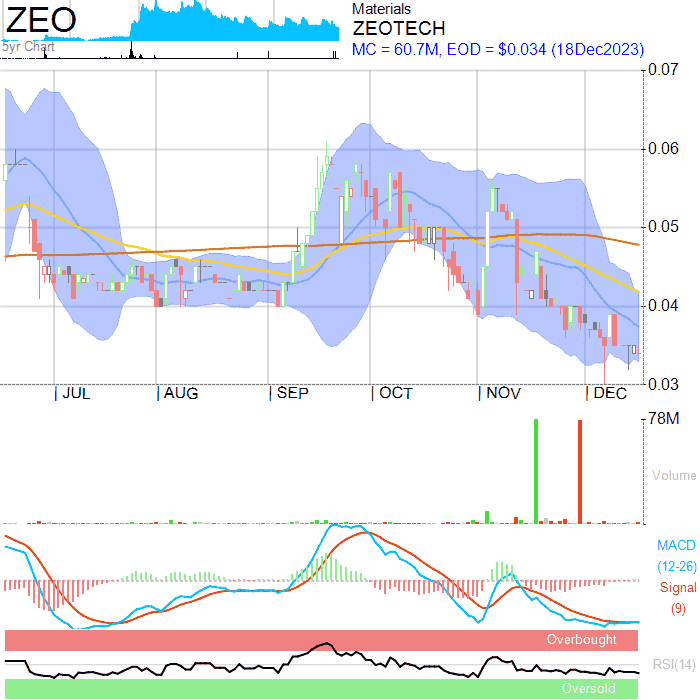 ZEO
5yr Chart
Materials
ZEOTECH
MC = 60.7M, EOD = $0.034 (18Dec2023)
0.07
0.06
0.05
0.04
0.03
JUL AUG SEP OCT NOV DEC
78M
Volume
MACD
(12-26)
Signal
(9)
Overbought
RSI(14)
Oversold